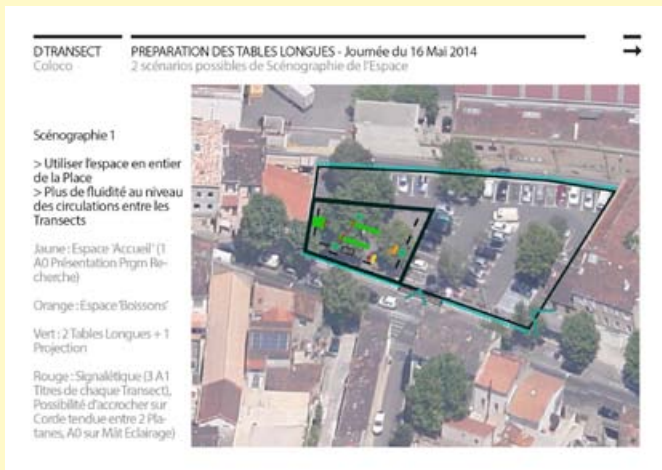 DTRANSECT
Coloco
PREPARATION DES TABLES LONGUES - Journée du 16 Mai 2014
2 scénarios possibles de Scénographie de l'Espace
Scénographie 1
> Utiliser l'espace en entier
de la Place
> Plus de fluidité au niveau
des circulations entre les
Transects
Jaune : Espace 'Accueil' (1
A0 Présentation Prgm Re-
cherche)
Orange : Espace 'Boissons'
Vert : 2 Tables Longues + 1
Projection
Rouge : Signalétique (3 A1
Titres de chaque Transect),
Possibilité d'accrocher sur
Corde tendue entre 2 Pla-
tanes, A0 sur Mât Eclairage)